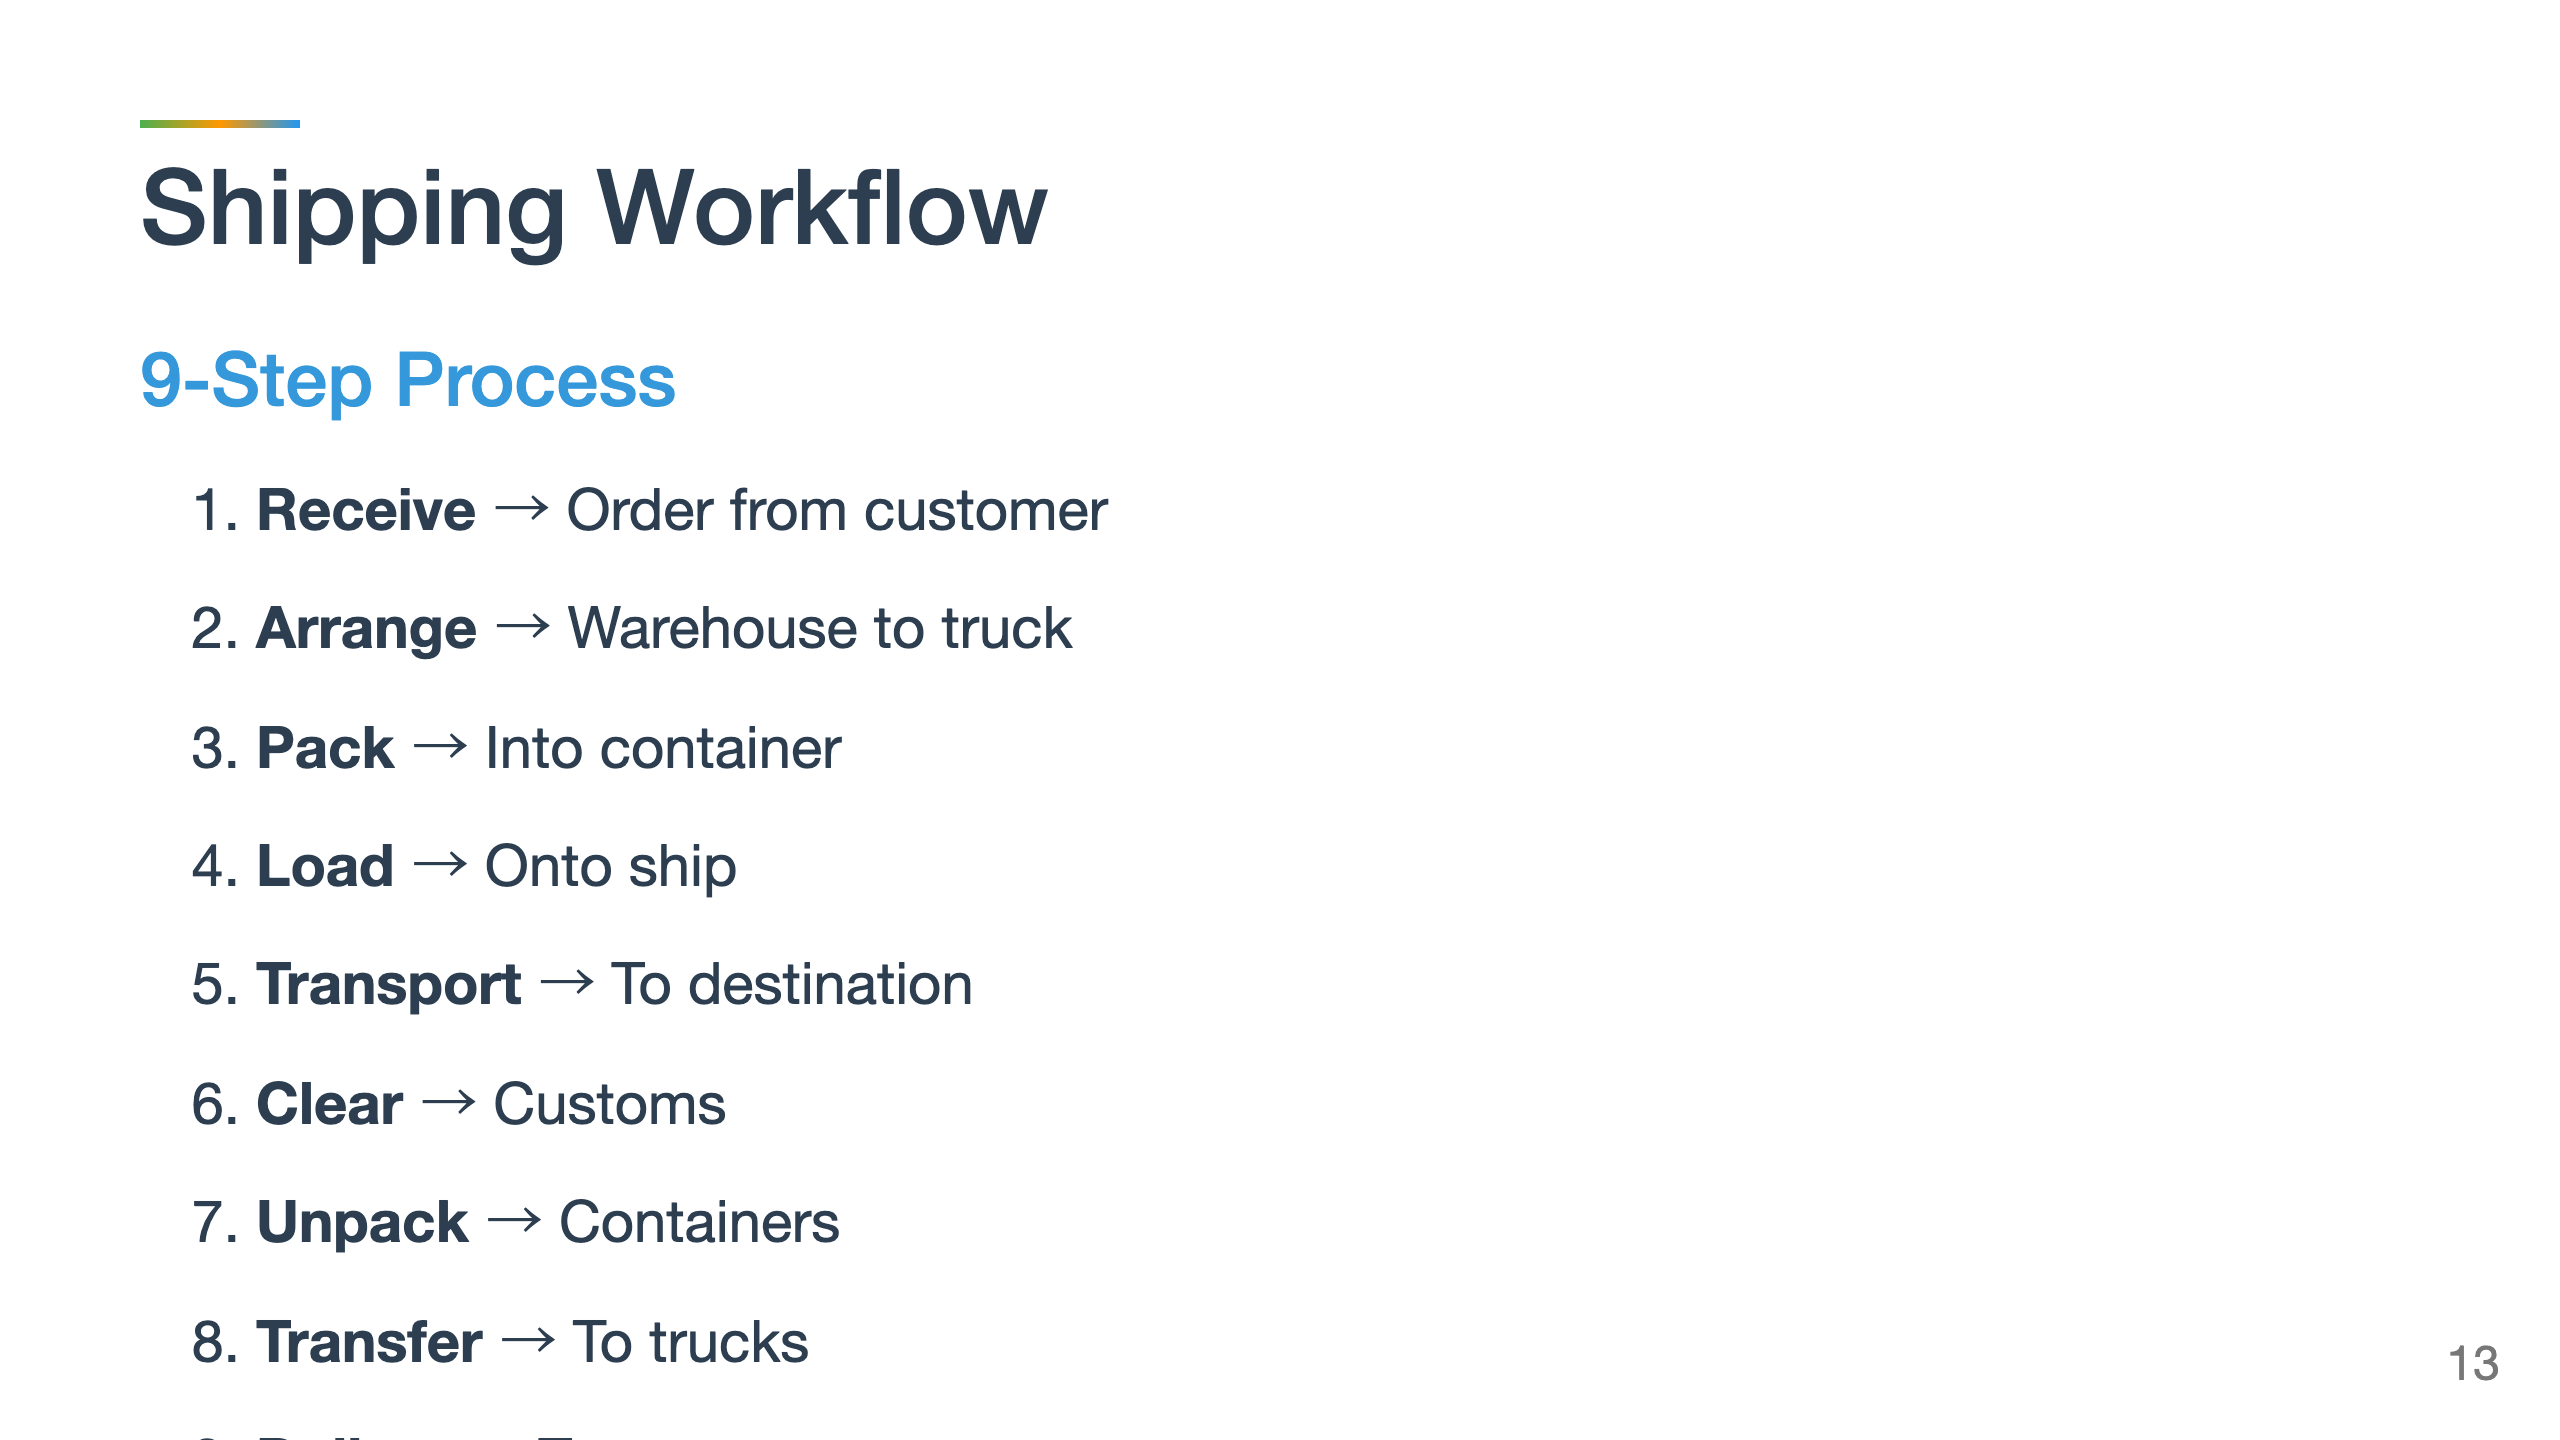 Shipping Workflow
9-Step Process
1. Receive → Order from customer
2. Arrange → Warehouse to truck
3. Pack → Into container
4. Load → Onto ship
5. Transport → To destination
6. Clear → Customs
7. Unpack → Containers
8. Transfer → To trucks
13